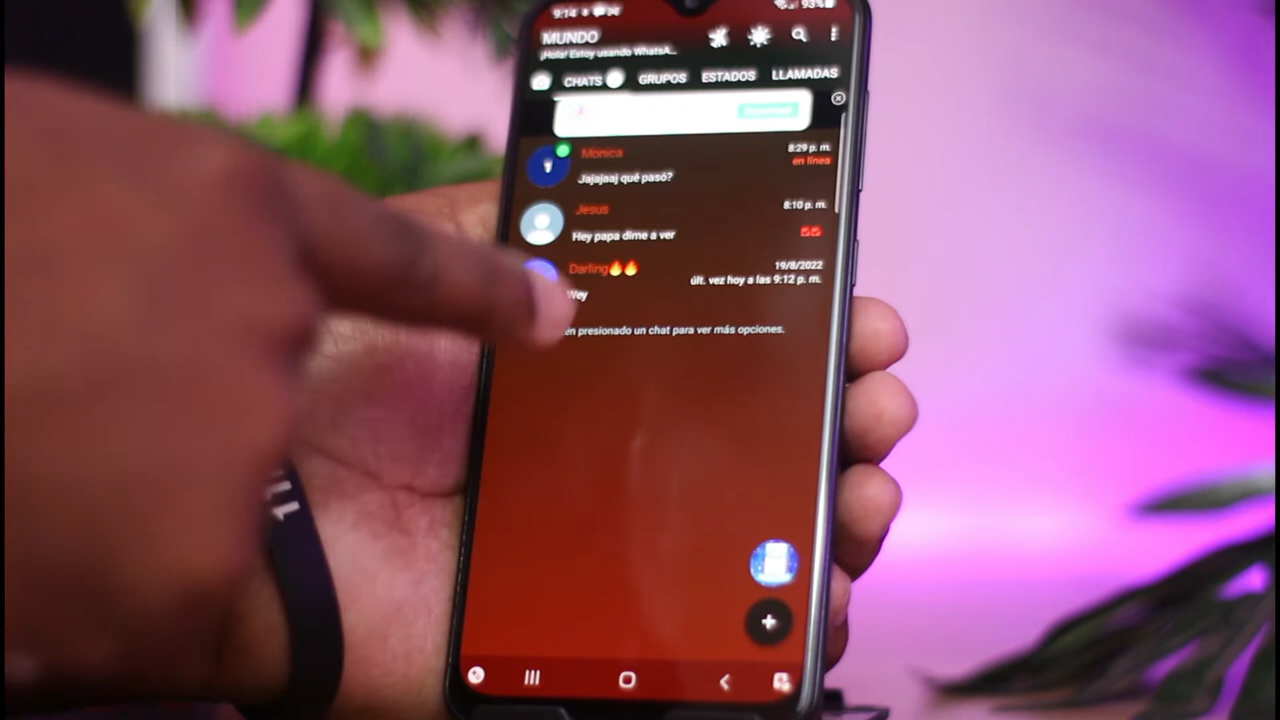 9:14
93%
MUNDO
¡Hola! Estoy usando WhatsA...
CHATS GRUPOS ESTADOS LLAMADAS
Monica 8:29 p. m.
en línea
Jajajaaj qué pasó?
Jesus 8:10 p. m.
Hey papa dime a ver
Darling🔥🔥 19/8/2022
últ. vez hoy a las 9:12 p. m.
Wey
en presionado un chat para ver más opciones.